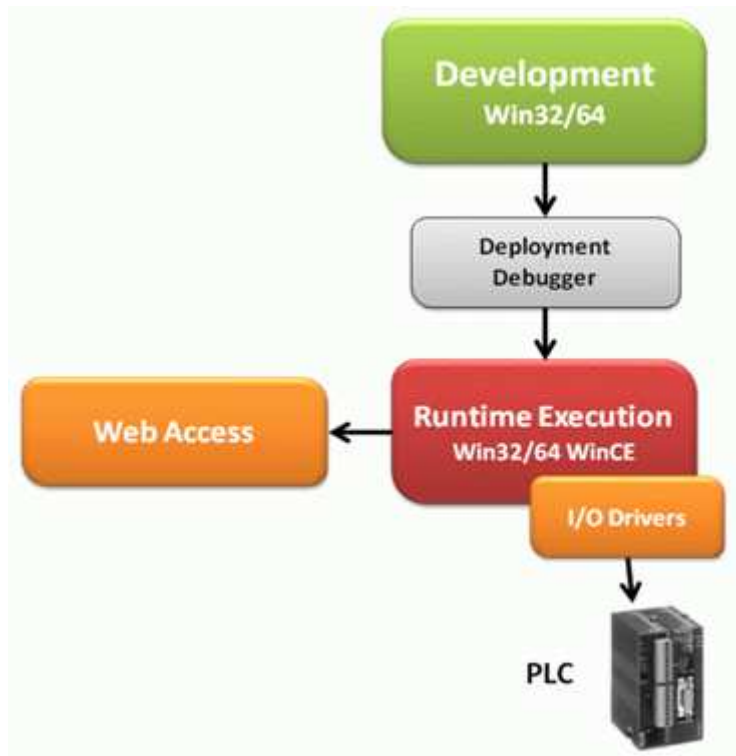 Development
Win32/64
Deployment
Debugger
Web Access
Runtime Execution
Win32/64 WinCE
I/O Drivers
PLC